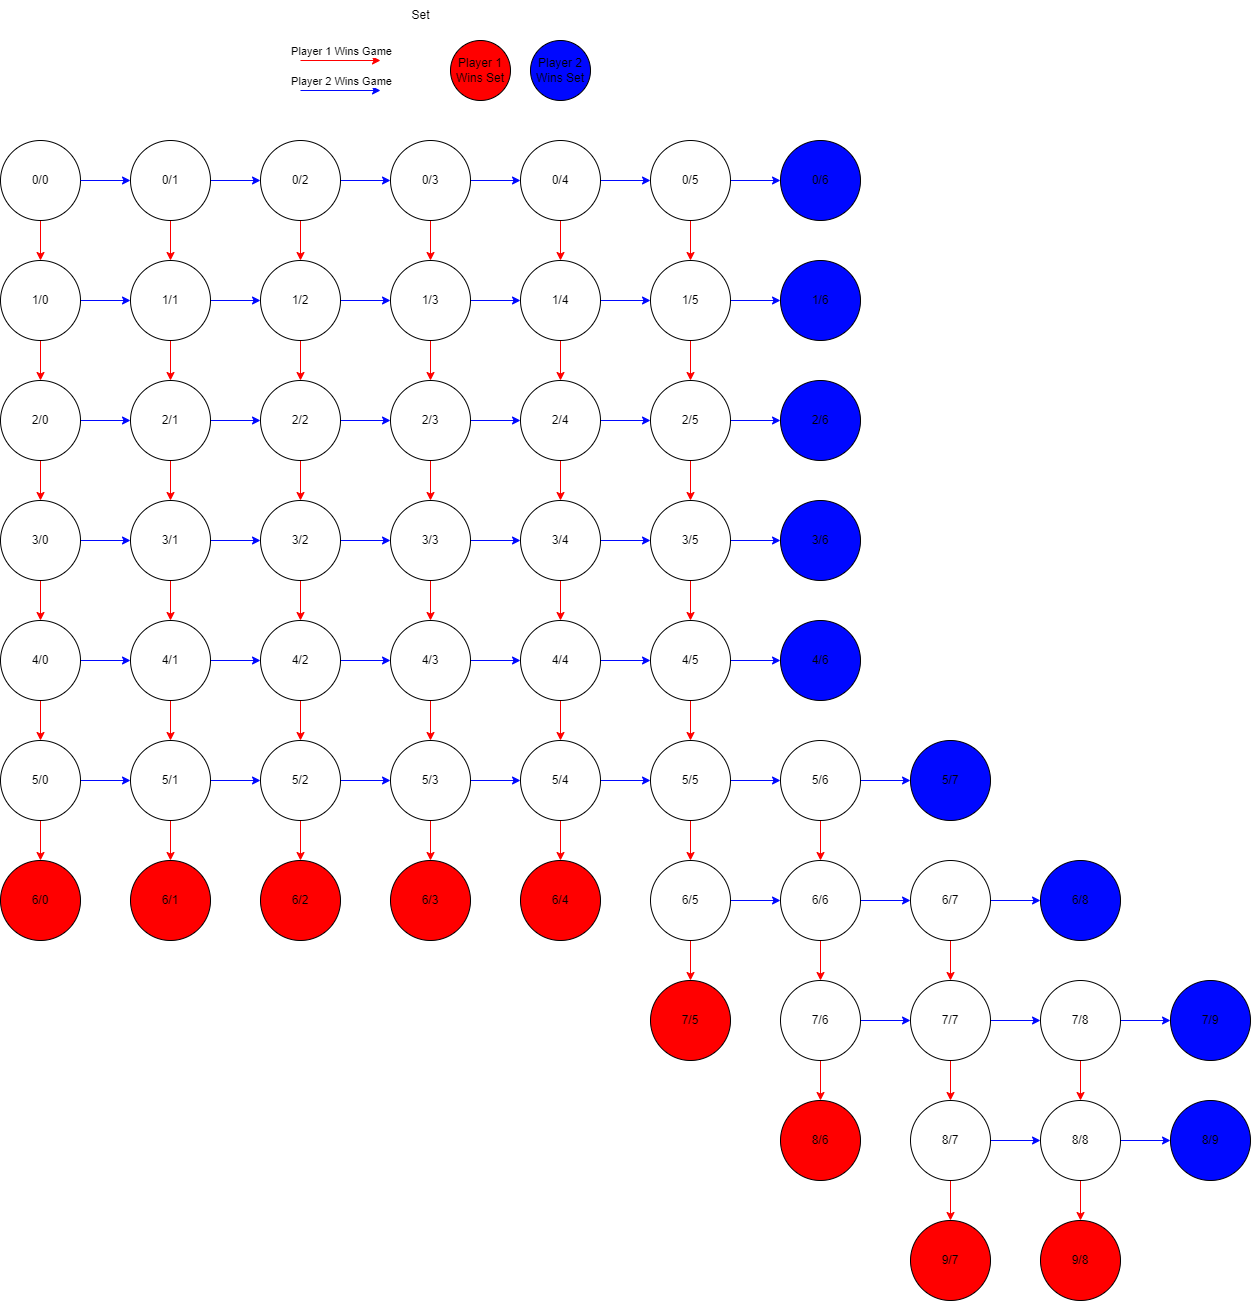 Set
Player 1 Wins Game
Player 2 Wins Game
Player 1
Wins Set
Player 2
Wins Set
0/0 0/1 0/2 0/3 0/4 0/5 0/6
1/0 1/1 1/2 1/3 1/4 1/5 1/6
2/0 2/1 2/2 2/3 2/4 2/5 2/6
3/0 3/1 3/2 3/3 3/4 3/5 3/6
4/0 4/1 4/2 4/3 4/4 4/5 4/6
5/0 5/1 5/2 5/3 5/4 5/5 5/6 5/7
6/0 6/1 6/2 6/3 6/4 6/5 6/6 6/7 6/8
7/5 7/6 7/7 7/8 7/9
8/6 8/7 8/8 8/9
9/7 9/8